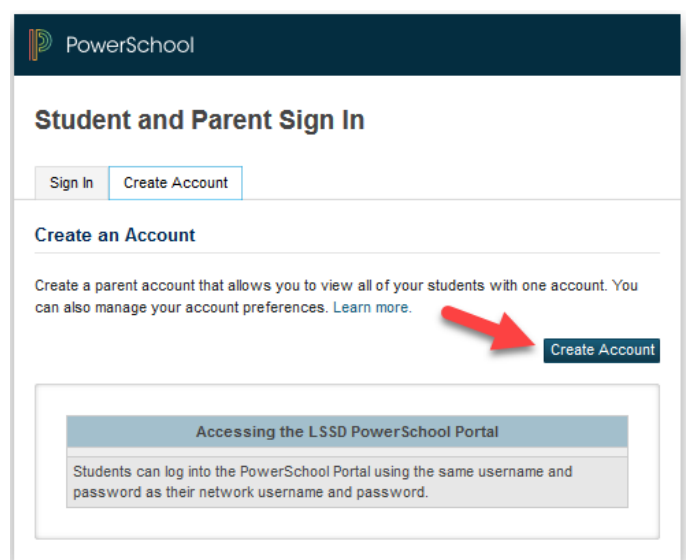 PowerSchool
Student and Parent Sign In
Sign In
Create Account
Create an Account
Create a parent account that allows you to view all of your students with one account. You
can also manage your account preferences. Learn more.
Create Account
Accessing the LSSD PowerSchool Portal
Students can log into the PowerSchool Portal using the same username and
password as their network username and password.